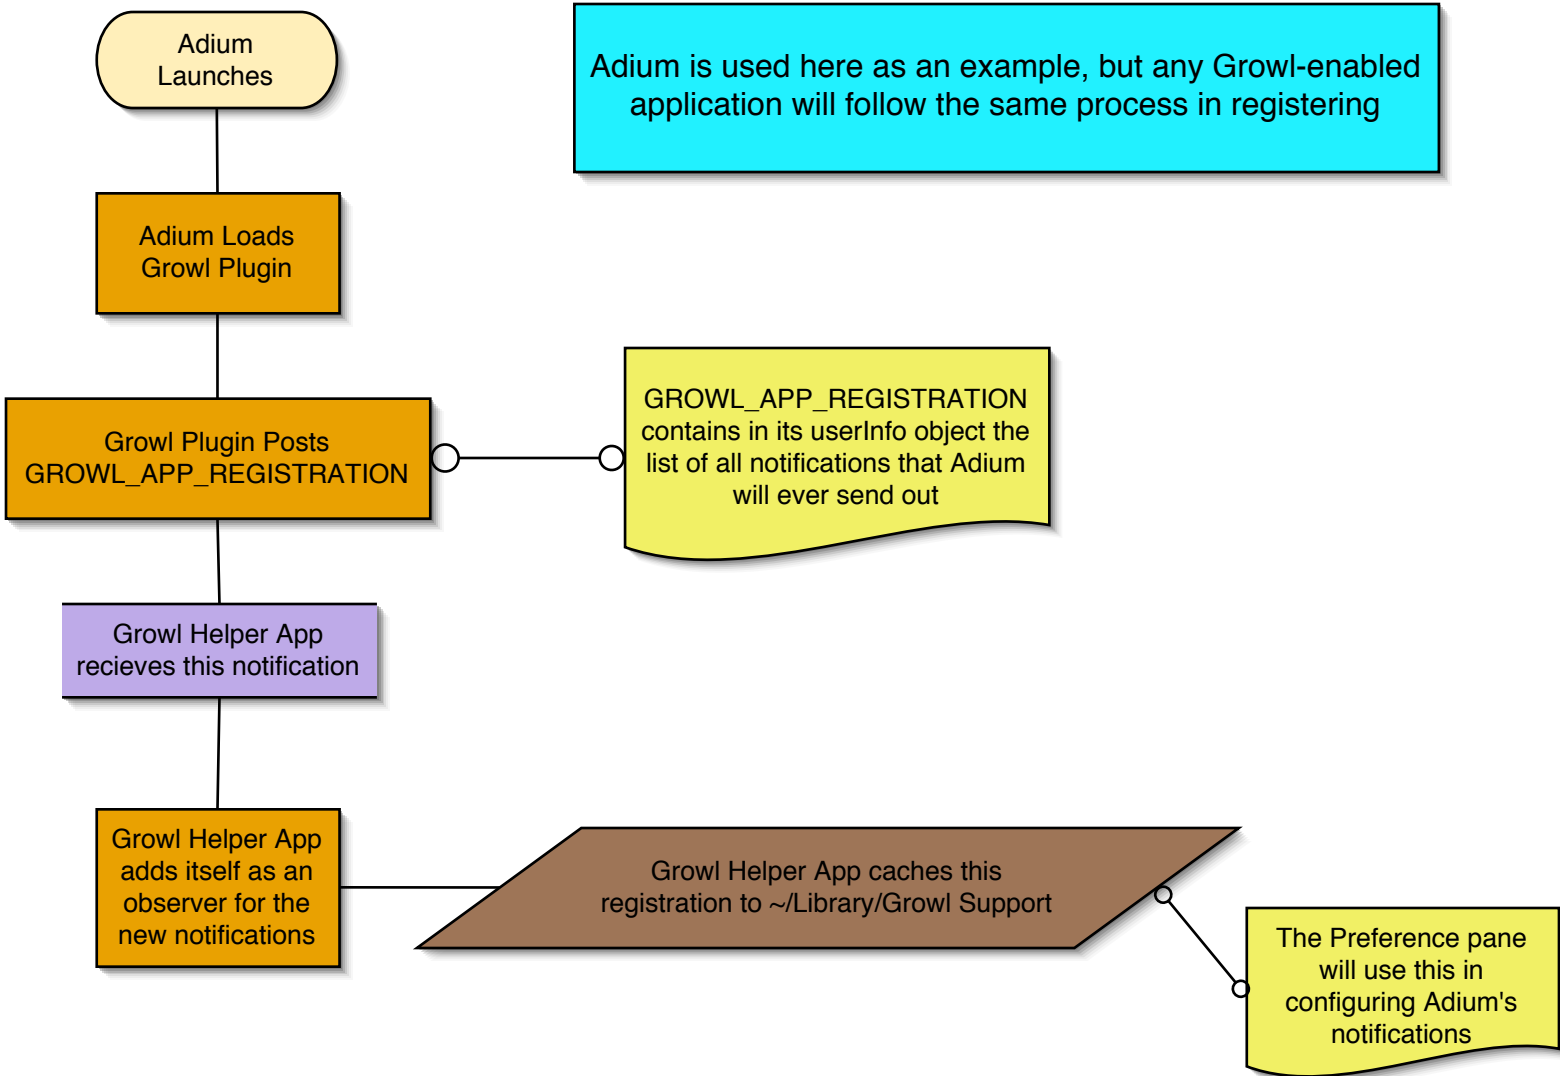 Adium
Launches
Adium is used here as an example, but any Growl-enabled
application will follow the same process in registering
Adium Loads
Growl Plugin
Growl Plugin Posts
GROWL_APP_REGISTRATION
GROWL_APP_REGISTRATION
contains in its userInfo object the
list of all notifications that Adium
will ever send out
Growl Helper App
recieves this notification
Growl Helper App
adds itself as an
observer for the
new notifications
Growl Helper App caches this
registration to ~/Library/Growl Support
The Preference pane
will use this in
configuring Adium's
notifications